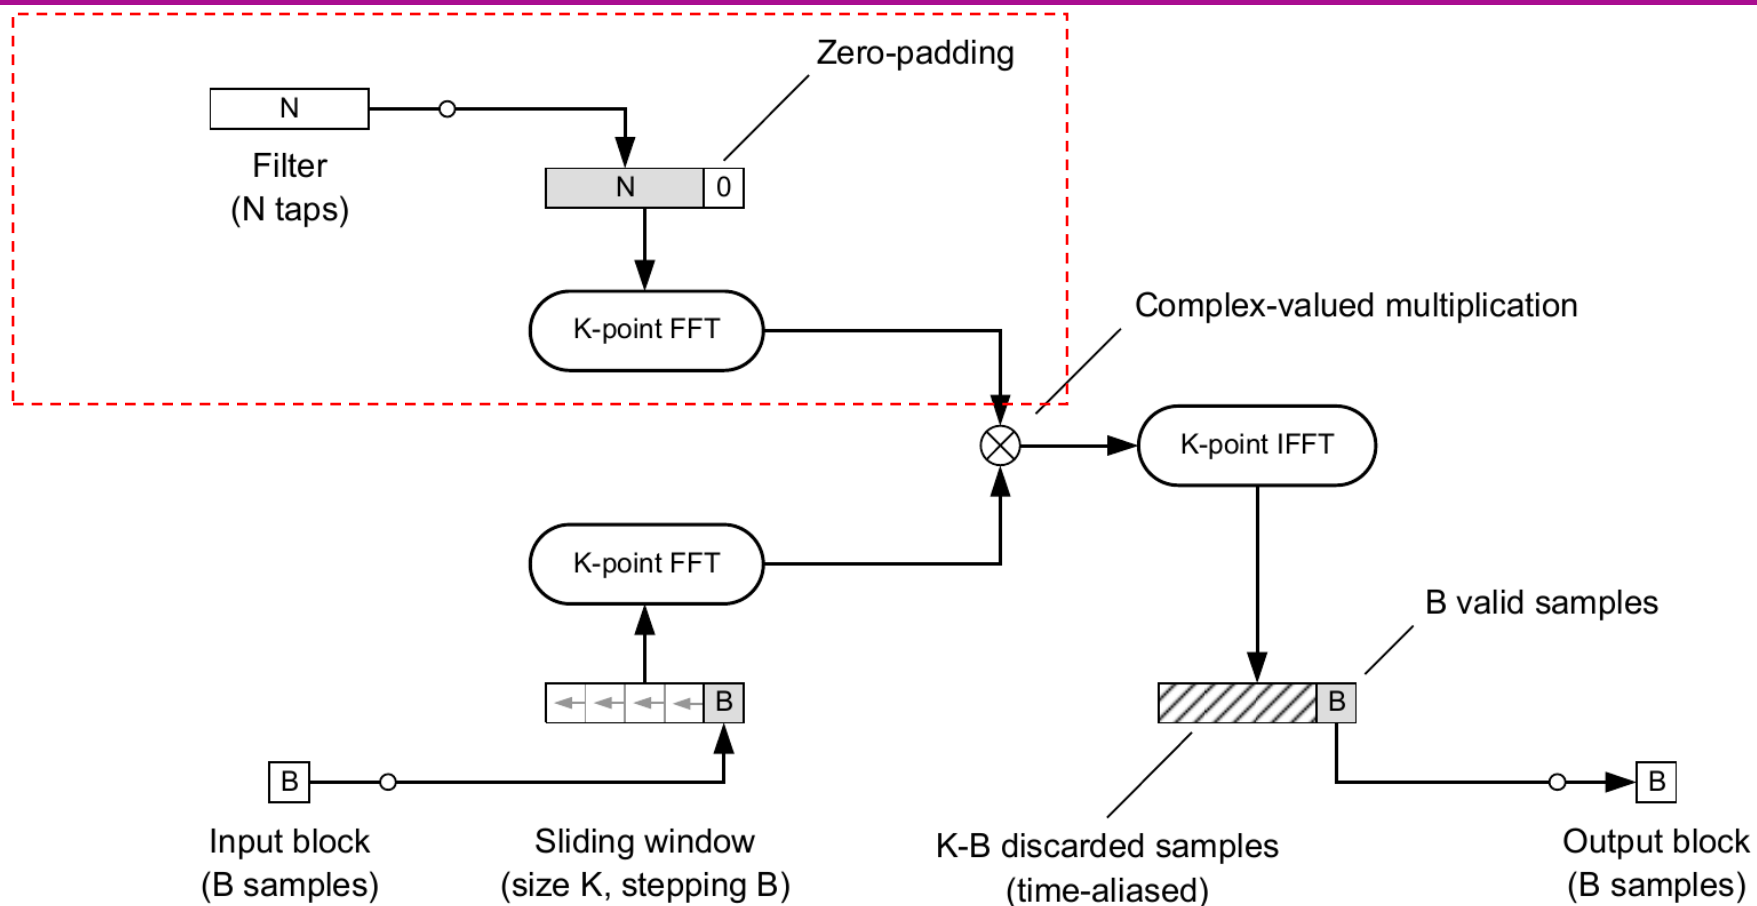 Zero-padding
N
Filter
(N taps)
N
0
K-point FFT
Complex-valued multiplication
K-point IFFT
K-point FFT
B valid samples
B
B
B
B
Input block
(B samples)
Sliding window
(size K, stepping B)
K-B discarded samples
(time-aliased)
Output block
(B samples)